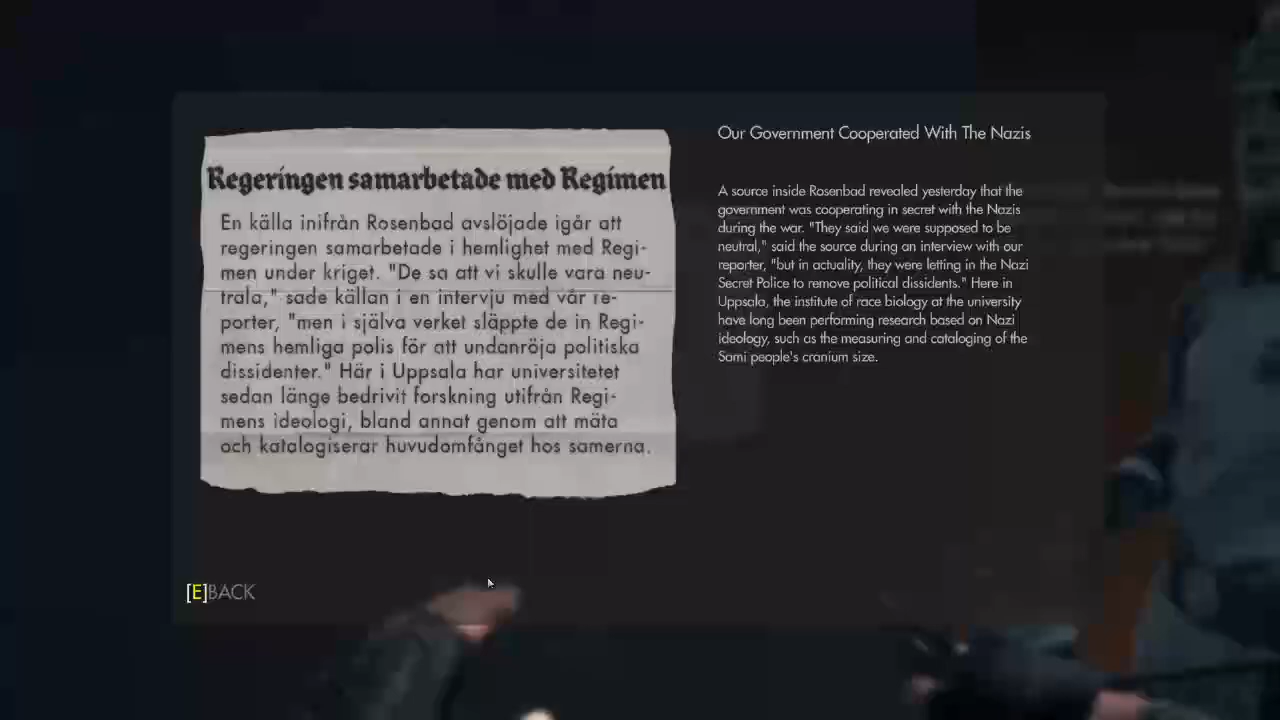 Regeringen samarbetade med Regimen
En källa inifrån Rosenbad avslöjade igår att
regeringen samarbetade i hemlighet med Regi-
men under kriget. "De sa att vi skulle vara neu-
trala," sade källan i en intervju med vår re-
porter, "men i själva verket släppte de in Regi-
mens hemliga polis för att undanröja politiska
dissidenter." Här i Uppsala har universitetet
sedan länge bedrivit forskning utifrån Regi-
mens ideologi, bland annat genom att mäta
och katalogiserar huvudomfånget hos samerna.
Our Government Cooperated With The Nazis
A source inside Rosenbad revealed yesterday that the
government was cooperating in secret with the Nazis
during the war. "They said we were supposed to be
neutral," said the source during an interview with our
reporter, "but in actuality, they were letting in the Nazi
Secret Police to remove political dissidents." Here in
Uppsala, the institute of race biology at the university
have long been performing research based on Nazi
ideology, such as the measuring and cataloging of the
Sami people's cranium size.
[E]BACK